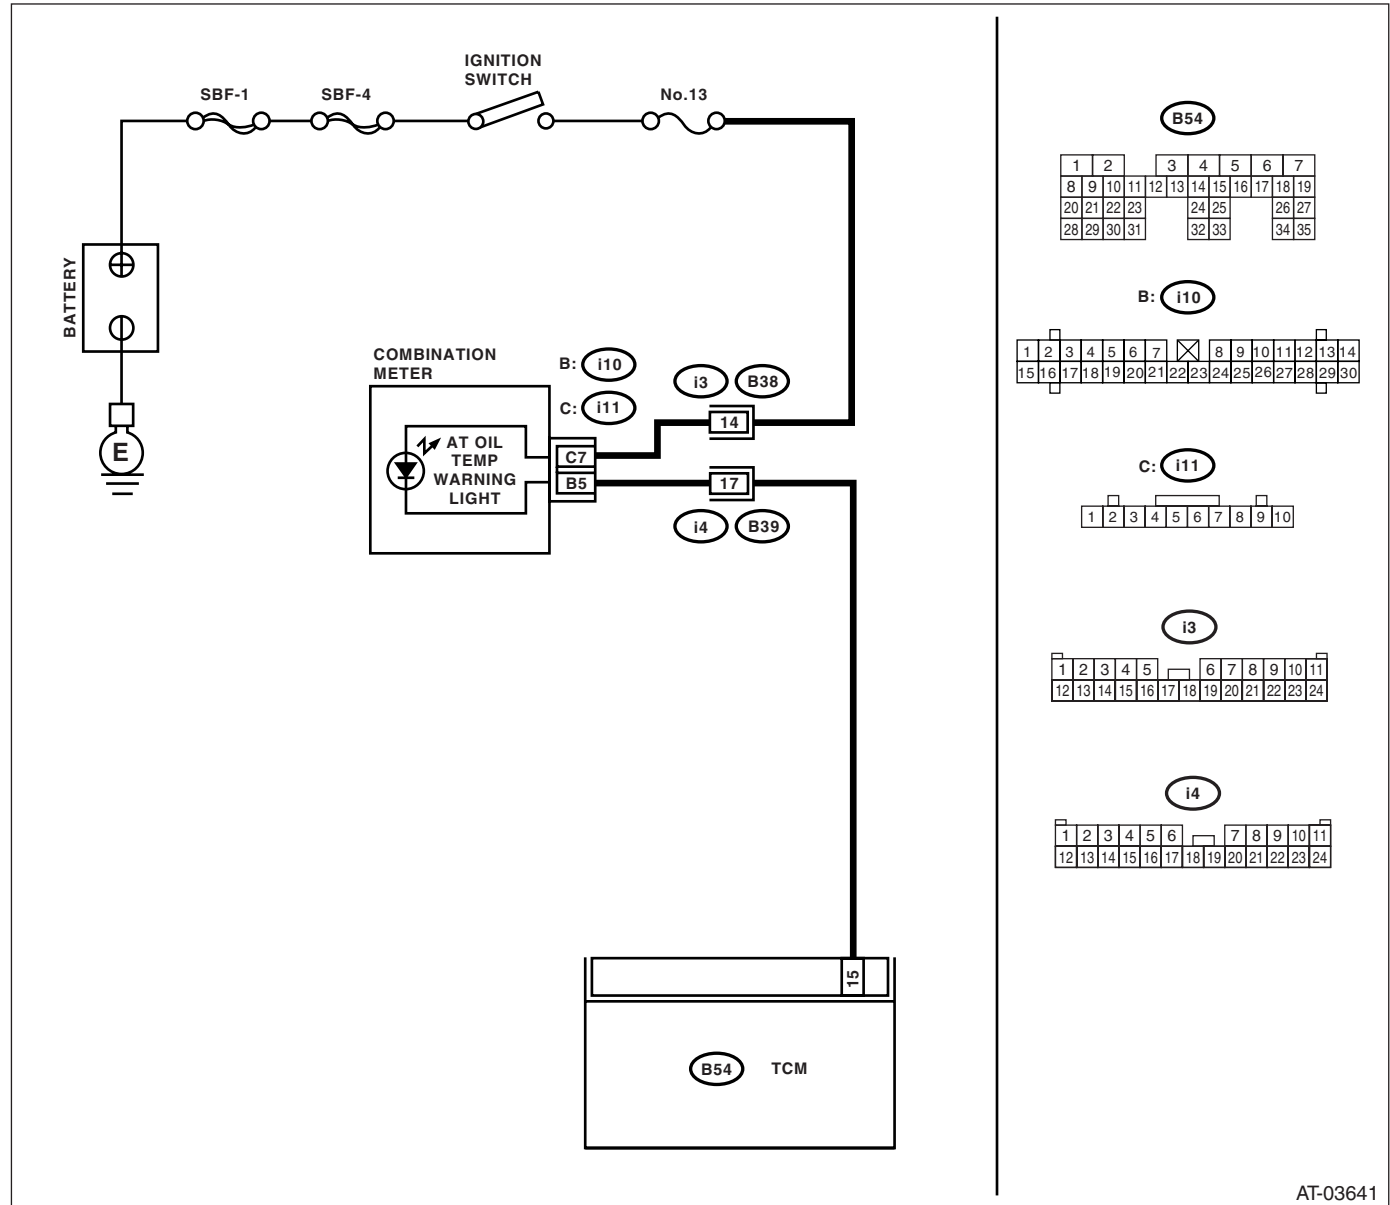 IGNITION
SWITCH
SBF-1
SBF-4
No.13
BATTERY
E
COMBINATION
METER
B: i10
C: i11
AT OIL
TEMP
WARNING
LIGHT
C7
B5
i3 B38
14
17
i4 B39
15
B54 TCM
B54
1 2 3 4 5 6 7
8 9 10 11 12 13 14 15 16 17 18 19
20 21 22 23 24 25 26 27
28 29 30 31 32 33 34 35
B: i10
1 2 3 4 5 6 7 8 9 10 11 12 13 14
15 16 17 18 19 20 21 22 23 24 25 26 27 28 29 30
C: i11
1 2 3 4 5 6 7 8 9 10
i3
1 2 3 4 5 6 7 8 9 10 11
12 13 14 15 16 17 18 19 20 21 22 23 24
i4
1 2 3 4 5 6 7 8 9 10 11
12 13 14 15 16 17 18 19 20 21 22 23 24
AT-03641